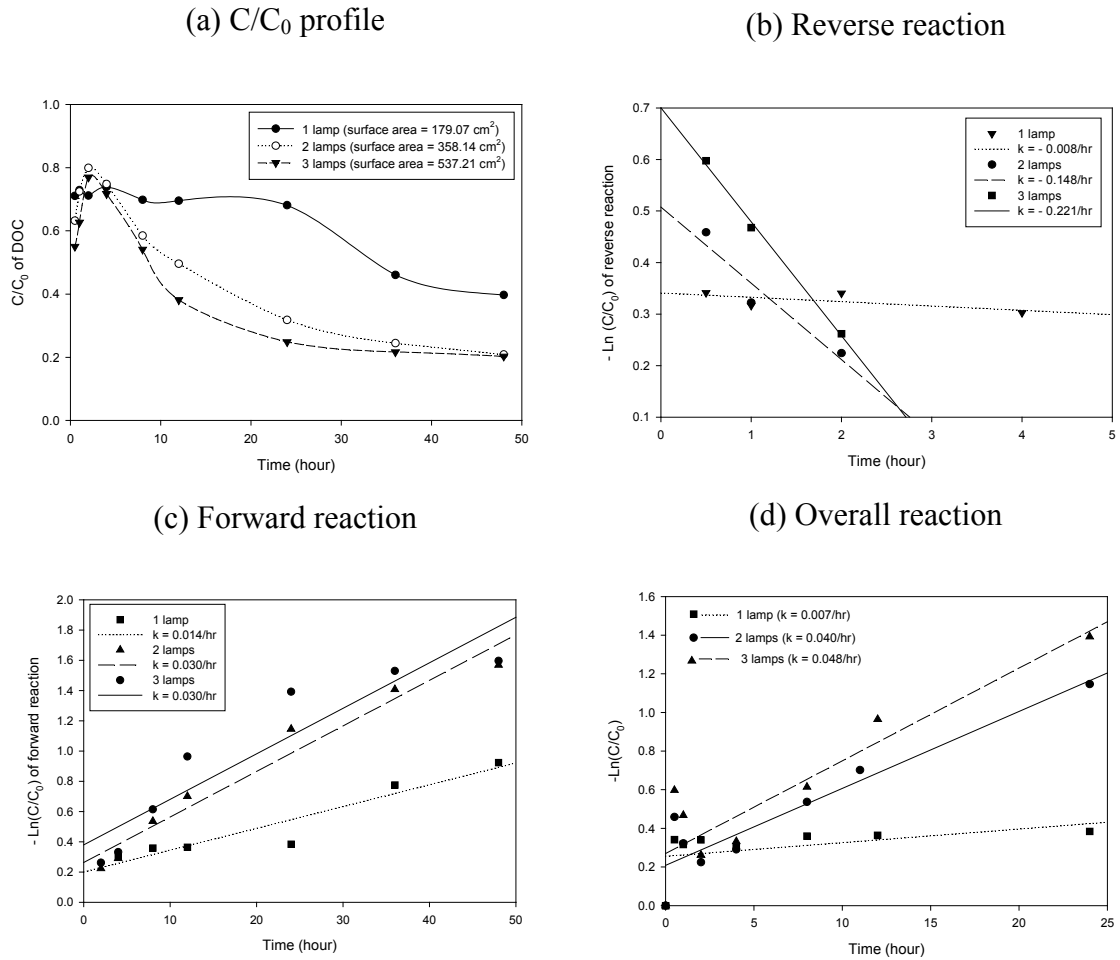 (a) C/C₀ profile
1.0
0.8
0.6
0.4
0.2
0.0
0 10 20 30 40 50
C/C₀ of DOC
Time (hour)
1 lamp (surface area = 179.07 cm²)
2 lamps (surface area = 358.14 cm²)
3 lamps (surface area = 537.21 cm²)
(b) Reverse reaction
0.7
0.6
0.5
0.4
0.3
0.2
0.1
0 1 2 3 4 5
- Ln (C/C₀) of reverse reaction
Time (hour)
1 lamp
k = - 0.008/hr
2 lamps
k = - 0.148/hr
3 lamps
k = - 0.221/hr
(c) Forward reaction
2.0
1.8
1.6
1.4
1.2
1.0
0.8
0.6
0.4
0.2
0.0
0 10 20 30 40 50
- Ln(C/C₀) of forward reaction
Time (hour)
1 lamp
k = 0.014/hr
2 lamps
k = 0.030/hr
3 lamps
k = 0.030/hr
(d) Overall reaction
1.6
1.4
1.2
1.0
0.8
0.6
0.4
0.2
0.0
0 5 10 15 20 25
-Ln(C/C₀)
Time (hour)
1 lamp (k = 0.007/hr)
2 lamps (k = 0.040/hr)
3 lamps (k = 0.048/hr)